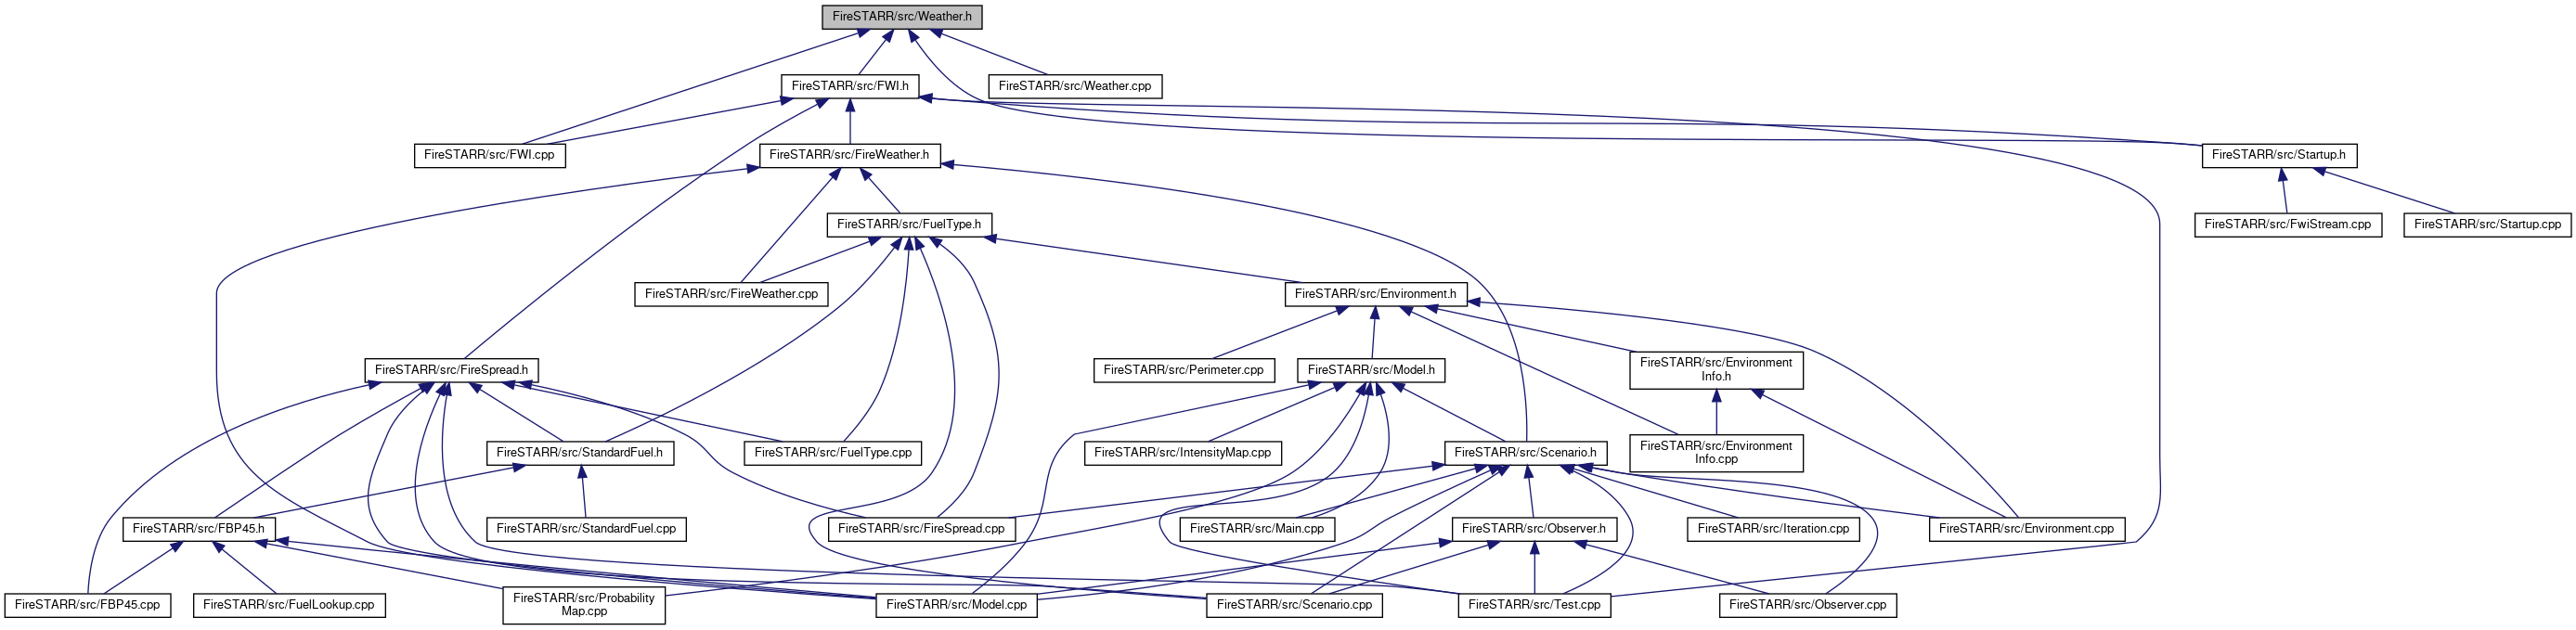 FireSTARR/src/Weather.h
FireSTARR/src/FWI.h
FireSTARR/src/Weather.cpp
FireSTARR/src/FWI.cpp
FireSTARR/src/FireWeather.h
FireSTARR/src/Startup.h
FireSTARR/src/FuelType.h
FireSTARR/src/FwiStream.cpp
FireSTARR/src/Startup.cpp
FireSTARR/src/FireWeather.cpp
FireSTARR/src/Environment.h
FireSTARR/src/FireSpread.h
FireSTARR/src/Perimeter.cpp
FireSTARR/src/Model.h
FireSTARR/src/Environment
Info.h
FireSTARR/src/StandardFuel.h
FireSTARR/src/FuelType.cpp
FireSTARR/src/IntensityMap.cpp
FireSTARR/src/Scenario.h
FireSTARR/src/Environment
Info.cpp
FireSTARR/src/FBP45.h
FireSTARR/src/StandardFuel.cpp
FireSTARR/src/FireSpread.cpp
FireSTARR/src/Main.cpp
FireSTARR/src/Observer.h
FireSTARR/src/Iteration.cpp
FireSTARR/src/Environment.cpp
FireSTARR/src/FBP45.cpp
FireSTARR/src/FuelLookup.cpp
FireSTARR/src/Probability
Map.cpp
FireSTARR/src/Model.cpp
FireSTARR/src/Scenario.cpp
FireSTARR/src/Test.cpp
FireSTARR/src/Observer.cpp